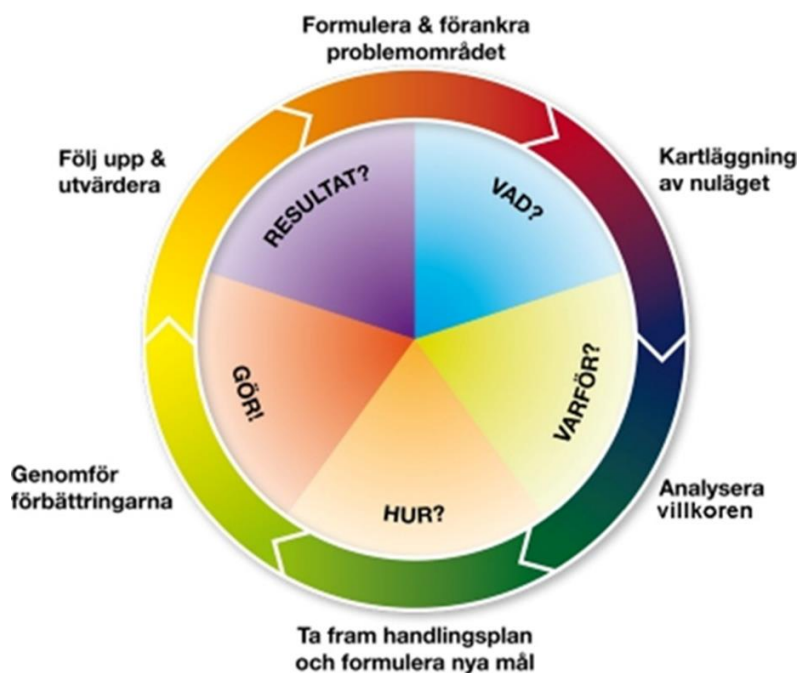 Formulera & förankra
problemområdet
Kartläggning
av nuläget
Analysera
villkoren
Ta fram handlingsplan
och formulera nya mål
Genomför
förbättringarna
Följ upp &
utvärdera
VAD?
VARFÖR?
HUR?
GÖR!
RESULTAT?